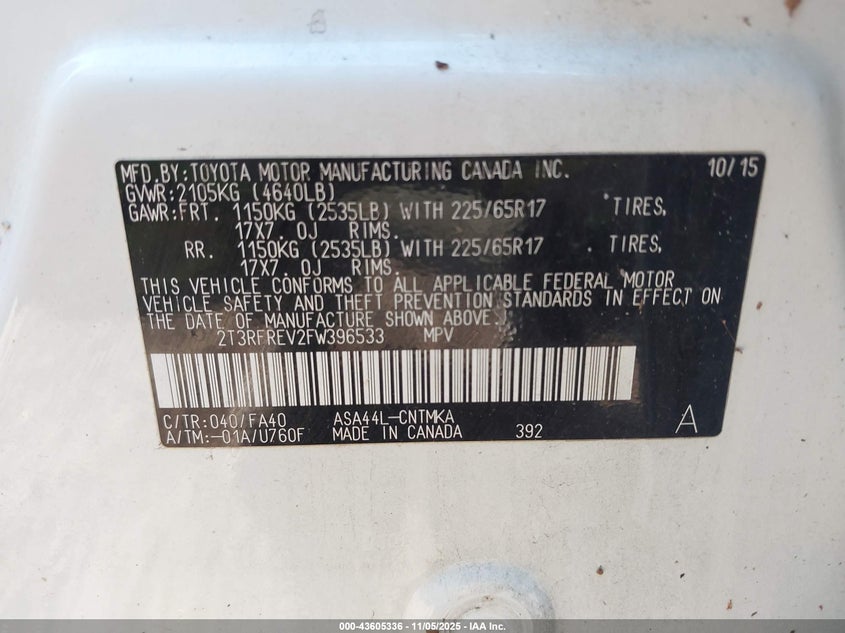 MFD.BY:TOYOTA MOTOR MANUFACTURING CANADA INC. 10/15
GVWR:2105KG (4640LB)
GAWR:FRT. 1150KG (2535LB) WITH 225/65R17 TIRES,
17X7. 0J RIMS.
RR. 1150KG (2535LB) WITH 225/65R17 . TIRES,
17X7. 0J RIMS.
THIS VEHICLE CONFORMS TO ALL APPLICABLE FEDERAL MOTOR
VEHICLE SAFETY AND THEFT PREVENTION STANDARDS IN EFFECT ON
THE DATE OF MANUFACTURE SHOWN ABOVE.
2T3RFREV2FW396533 MPV
C/TR:040/FA40 ASA44L-CNTMKA
A/TM:-01A/U760F MADE IN CANADA 392 A
000-43605336 - 11/05/2025 - IAA Inc.